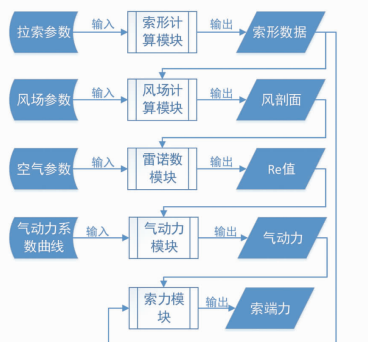 拉索参数
输入
索形计
算模块
输出
索形数据
风场参数
输入
风场计
算模块
输出
风剖面
空气参数
输入
雷诺数
模块
输出
Re值
气动力系
数曲线
输入
气动力
模块
输出
气动力
索力模
块
输出
索端力